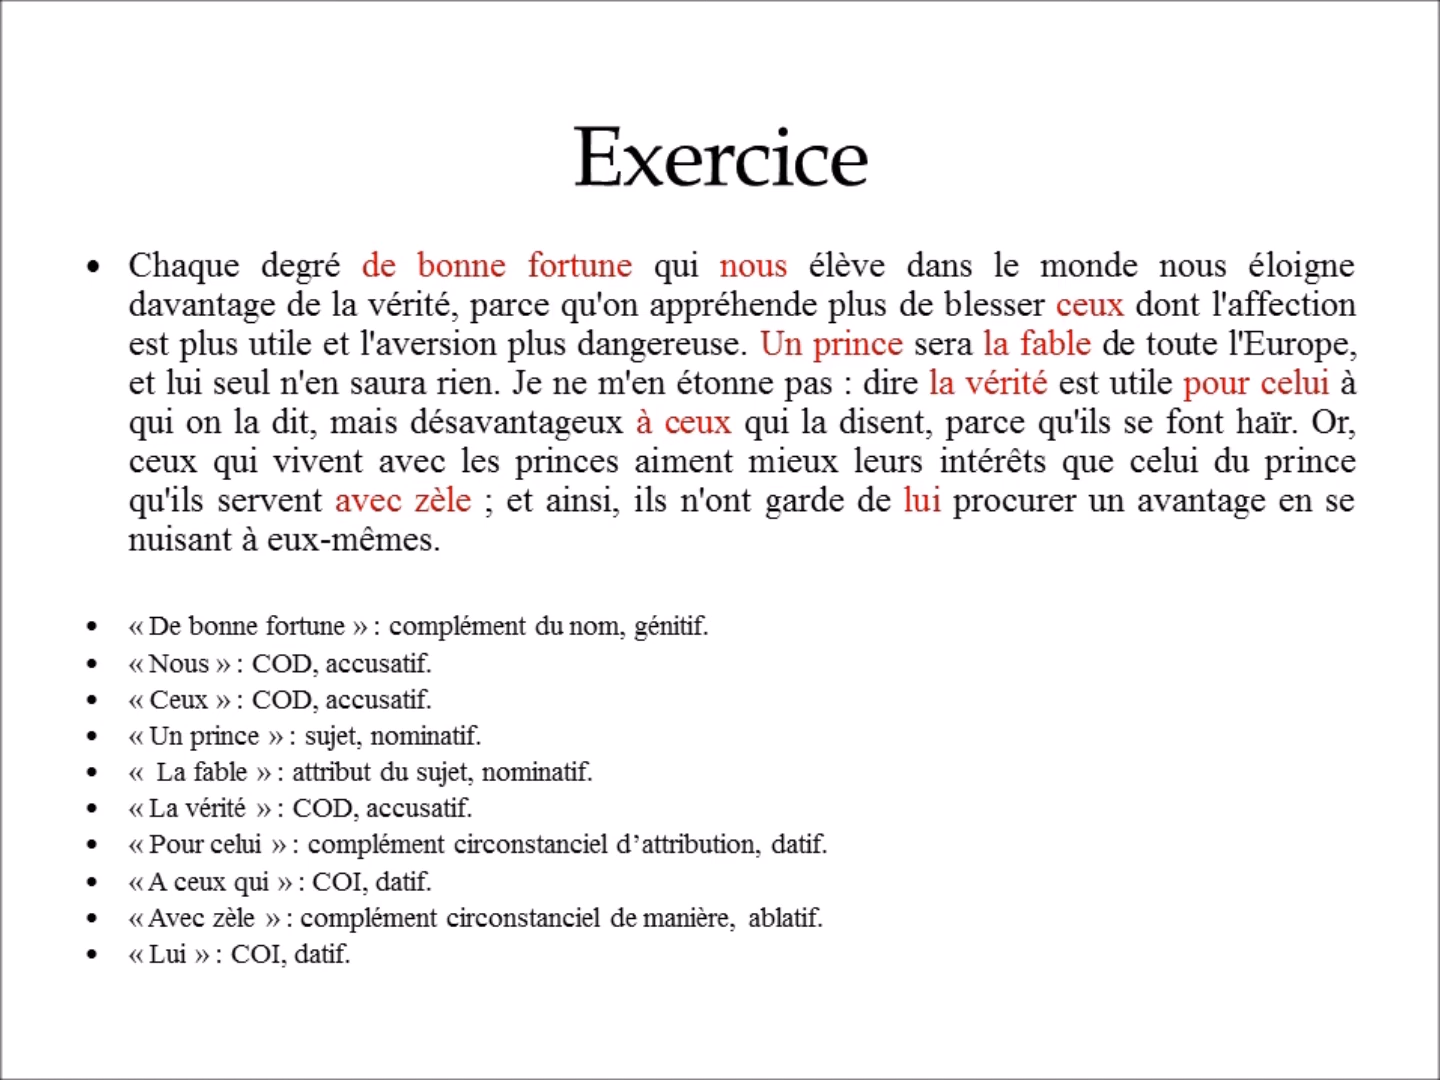 Exercice
• Chaque degré de bonne fortune qui nous élève dans le monde nous éloigne
davantage de la vérité, parce qu'on appréhende plus de blesser ceux dont l'affection
est plus utile et l'aversion plus dangereuse. Un prince sera la fable de toute l'Europe,
et lui seul n'en saura rien. Je ne m'en étonne pas : dire la vérité est utile pour celui à
qui on la dit, mais désavantageux à ceux qui la disent, parce qu'ils se font haïr. Or,
ceux qui vivent avec les princes aiment mieux leurs intérêts que celui du prince
qu'ils servent avec zèle ; et ainsi, ils n'ont garde de lui procurer un avantage en se
nuisant à eux-mêmes.
• « De bonne fortune » : complément du nom, génitif.
• « Nous » : COD, accusatif.
• « Ceux » : COD, accusatif.
• « Un prince » : sujet, nominatif.
• «  La fable » : attribut du sujet, nominatif.
• « La vérité » : COD, accusatif.
• « Pour celui » : complément circonstanciel d’attribution, datif.
• « A ceux qui » : COI, datif.
• « Avec zèle » : complément circonstanciel de manière, ablatif.
• « Lui » : COI, datif.